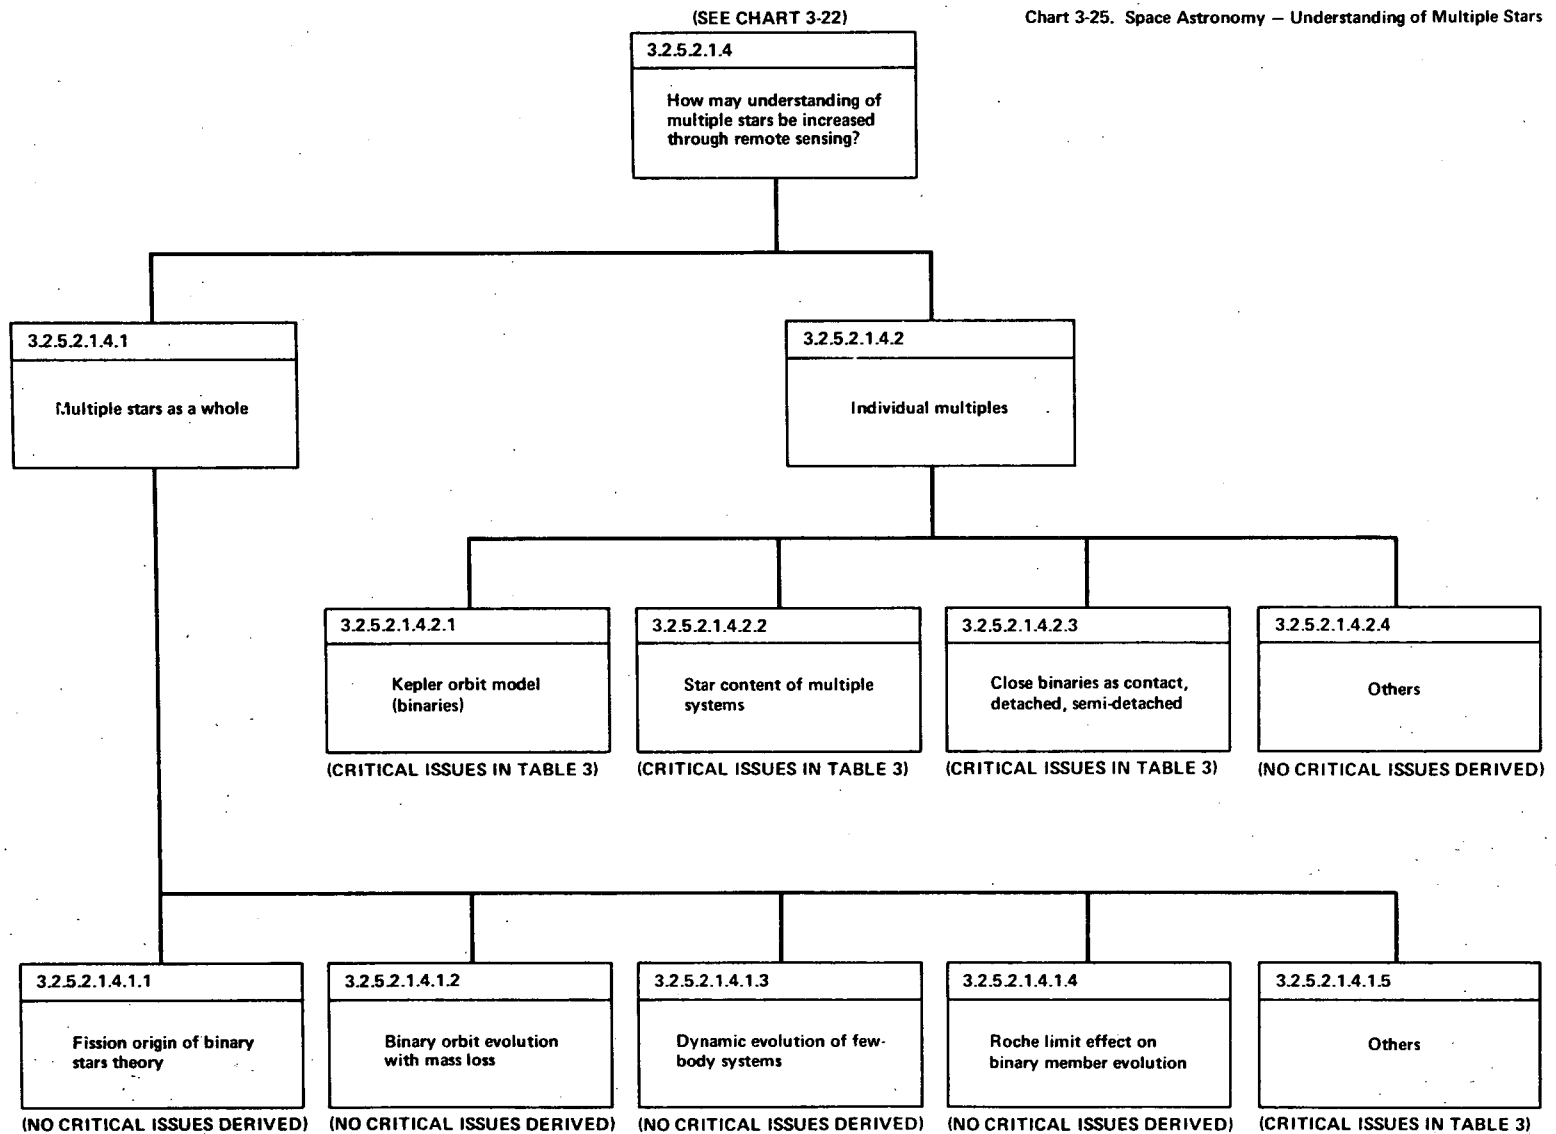 (SEE CHART 3-22)
Chart 3-25. Space Astronomy — Understanding of Multiple Stars
3.2.5.2.1.4
How may understanding of
multiple stars be increased
through remote sensing?
3.2.5.2.1.4.1
Multiple stars as a whole
3.2.5.2.1.4.2
Individual multiples
3.2.5.2.1.4.2.1
Kepler orbit model
(binaries)
(CRITICAL ISSUES IN TABLE 3)
3.2.5.2.1.4.2.2
Star content of multiple
systems
(CRITICAL ISSUES IN TABLE 3)
3.2.5.2.1.4.2.3
Close binaries as contact,
detached, semi-detached
(CRITICAL ISSUES IN TABLE 3)
3.2.5.2.1.4.2.4
Others
(NO CRITICAL ISSUES DERIVED)
3.2.5.2.1.4.1.1
Fission origin of binary
stars theory
(NO CRITICAL ISSUES DERIVED)
3.2.5.2.1.4.1.2
Binary orbit evolution
with mass loss
(NO CRITICAL ISSUES DERIVED)
3.2.5.2.1.4.1.3
Dynamic evolution of few-
body systems
(NO CRITICAL ISSUES DERIVED)
3.2.5.2.1.4.1.4
Roche limit effect on
binary member evolution
(NO CRITICAL ISSUES DERIVED)
3.2.5.2.1.4.1.5
Others
(CRITICAL ISSUES IN TABLE 3)